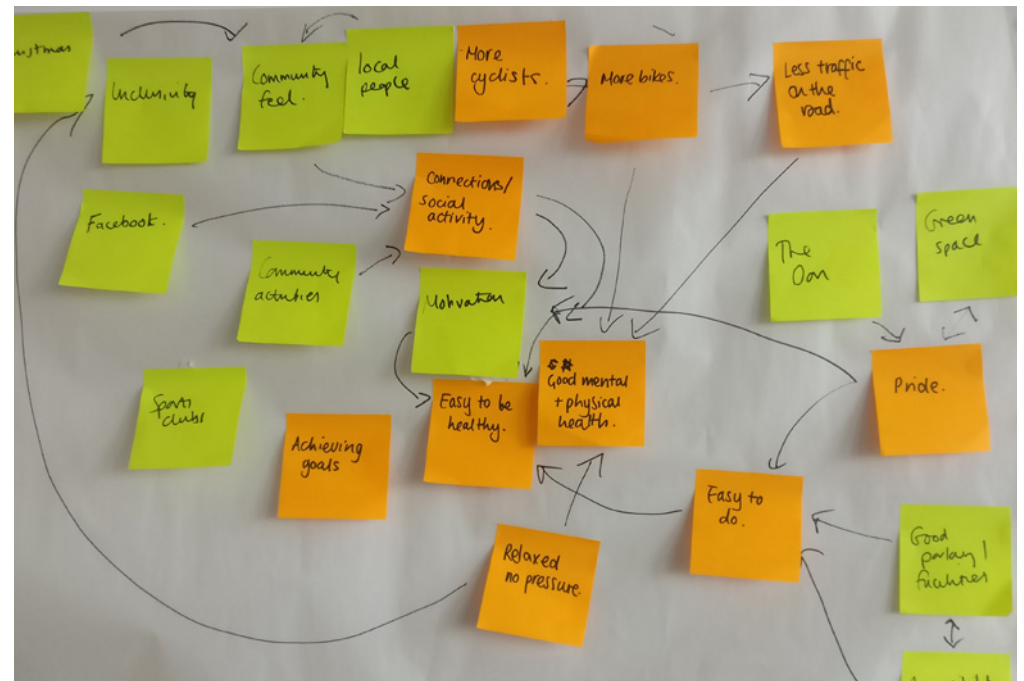 Inclusivity
Community
feel.
local
people
More
cyclists.
More bikes.
Less traffic
on the
road.
Connections/
social
activity.
Facebook.
Community
activities
Motivation
The
Green
space
Pride.
Sports
clubs
Achieving
goals
Easy to be
healthy.
Good mental
+ physical
health.
Easy to
do.
Relaxed
no pressure.
Good
facilities